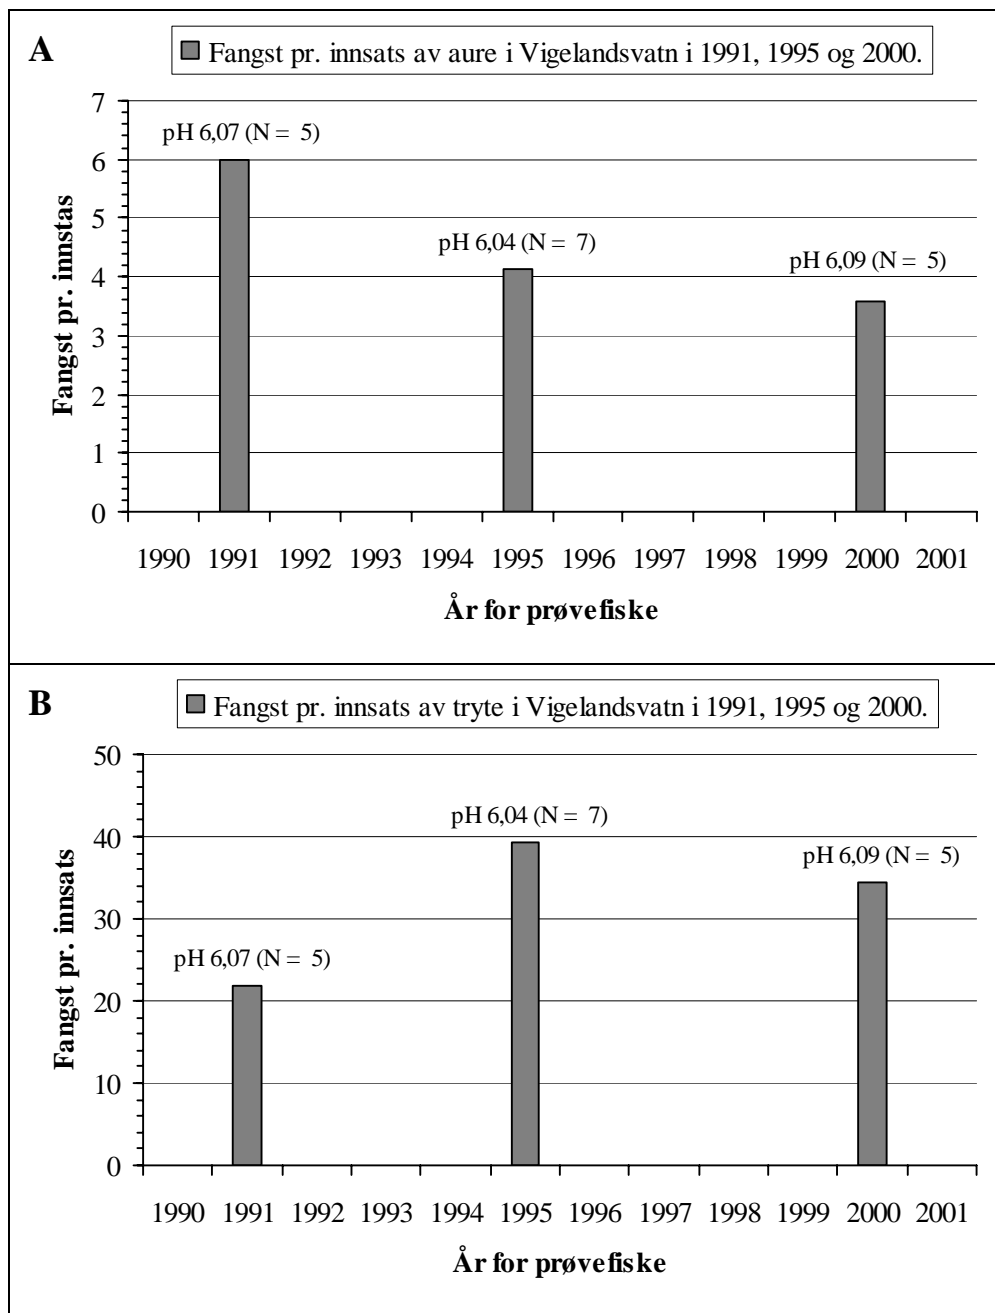 A
Fangst pr. innsats av aure i Vigelandsvatn i 1991, 1995 og 2000.
Fangst pr. innstas
7
6
5
4
3
2
1
0
pH 6,07 (N = 5)
pH 6,04 (N = 7)
pH 6,09 (N = 5)
1990 1991 1992 1993 1994 1995 1996 1997 1998 1999 2000 2001
År for prøvefiske
B
Fangst pr. innsats av tryte i Vigelandsvatn i 1991, 1995 og 2000.
Fangst pr. innsats
50
40
30
20
10
0
pH 6,07 (N = 5)
pH 6,04 (N = 7)
pH 6,09 (N = 5)
1990 1991 1992 1993 1994 1995 1996 1997 1998 1999 2000 2001
År for prøvefiske